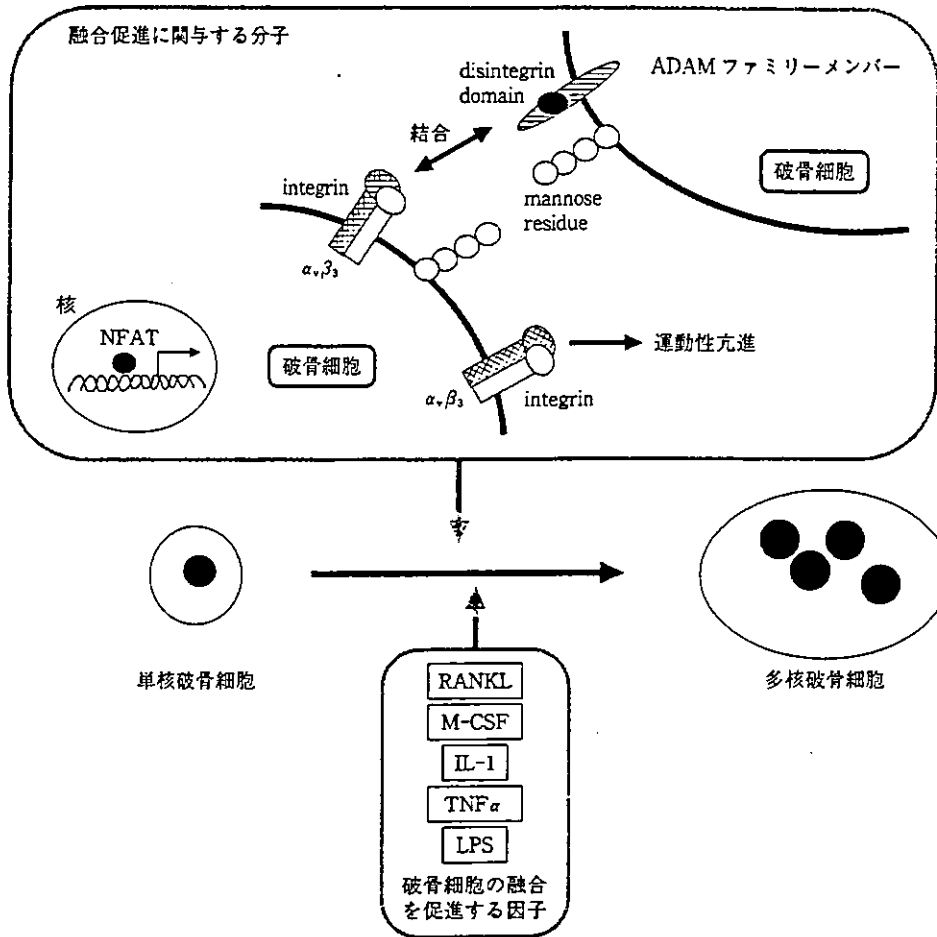 融合促進に関与する分子
disintegrin
domain
ADAMファミリーメンバー
結合
破骨細胞
integrin
mannose
residue
αᵥβ₃
核
NFAT
破骨細胞
運動性亢進
αᵥβ₃
integrin
単核破骨細胞
多核破骨細胞
RANKL
M-CSF
IL-1
TNFα
LPS
破骨細胞の融合
を促進する因子